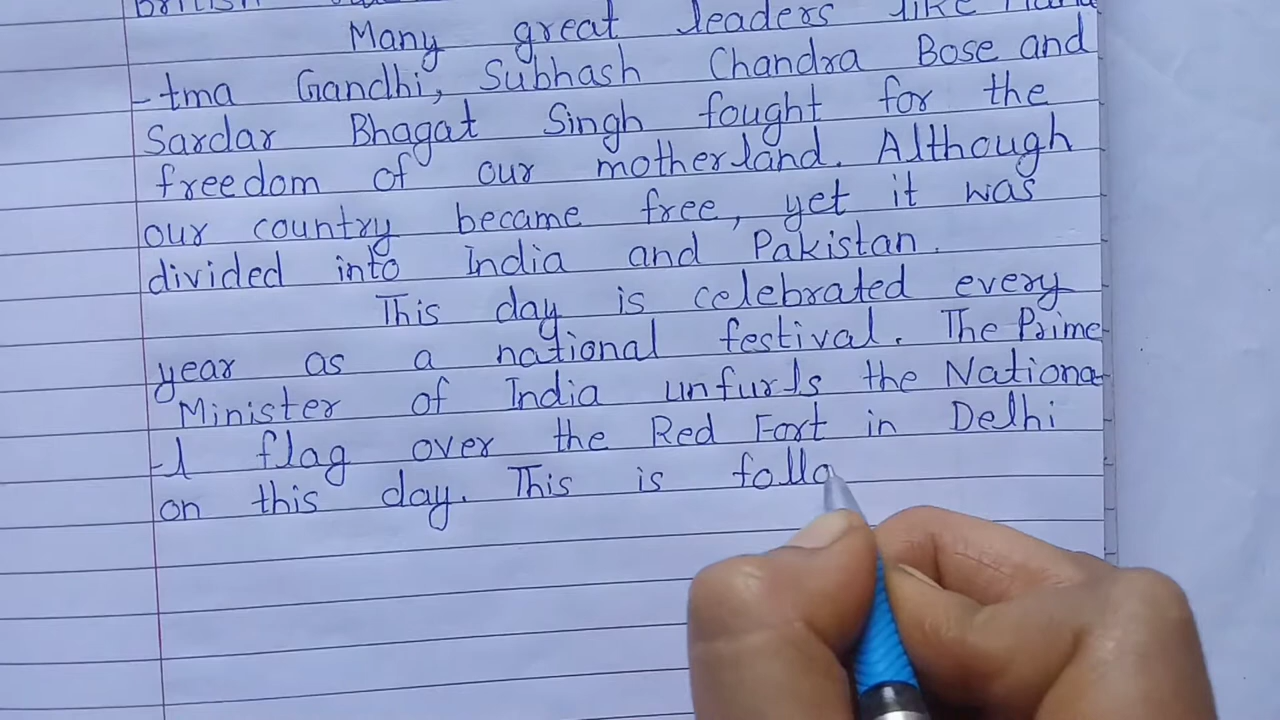 British
Many great leaders like Maha
-tma Gandhi, Subhash Chandra Bose and
Sardar Bhagat Singh fought for the
freedom of our motherland. Although
our country became free, yet it was
divided into India and Pakistan.
This day is celebrated every
year as a national festival. The Prime
Minister of India unfurls the Nationa
-l flag over the Red Fort in Delhi
on this day. This is follo